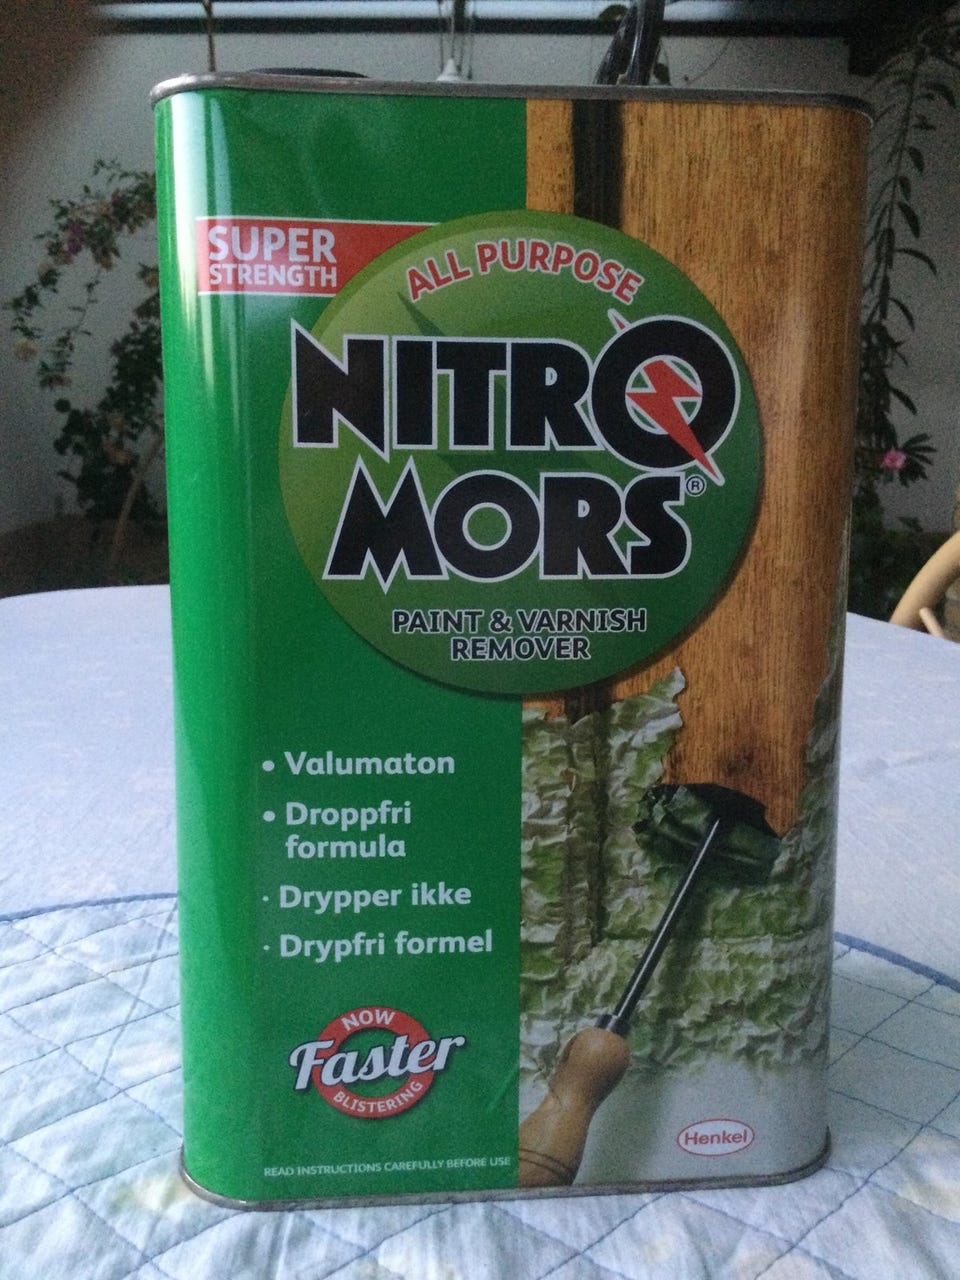 SUPER
STRENGTH
ALL PURPOSE
NITRO
MORS®
PAINT & VARNISH
REMOVER
• Valumaton
• Droppfri
formula
· Drypper ikke
· Drypfri formel
NOW
Faster
BLISTERING
Henkel
READ INSTRUCTIONS CAREFULLY BEFORE USE